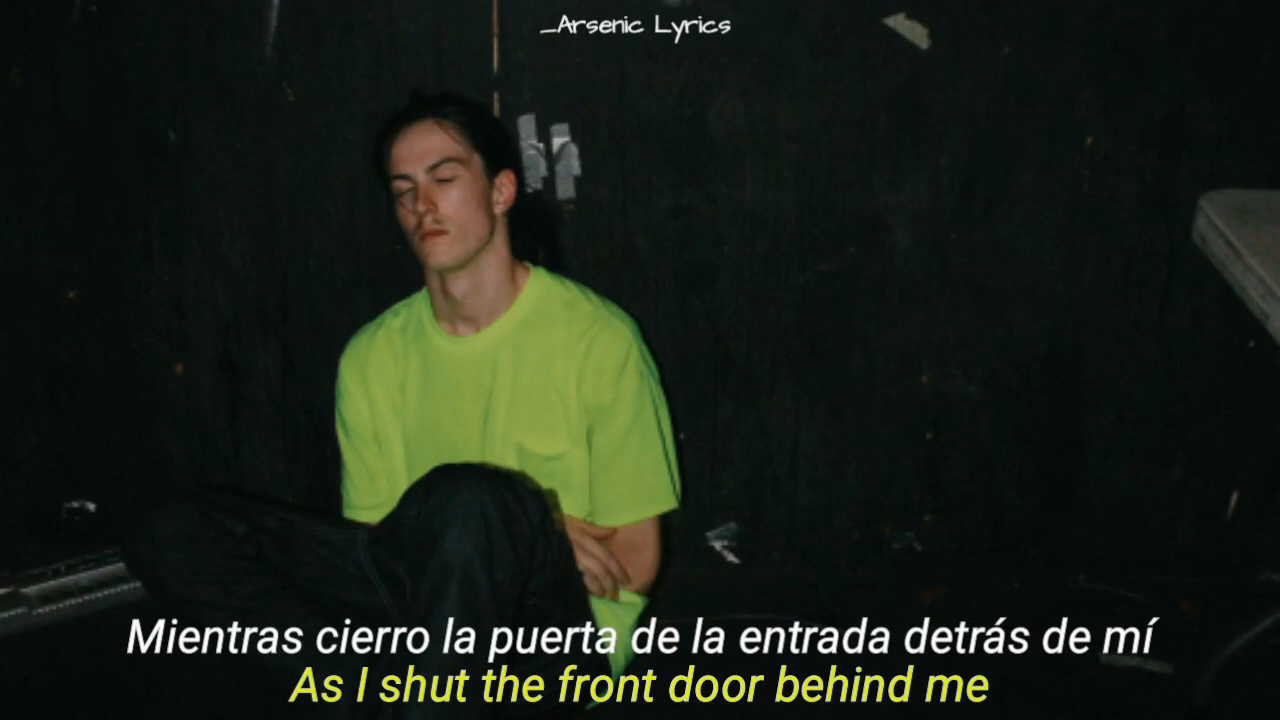 _Arsenic Lyrics
Mientras cierro la puerta de la entrada detrás de mí
As I shut the front door behind me